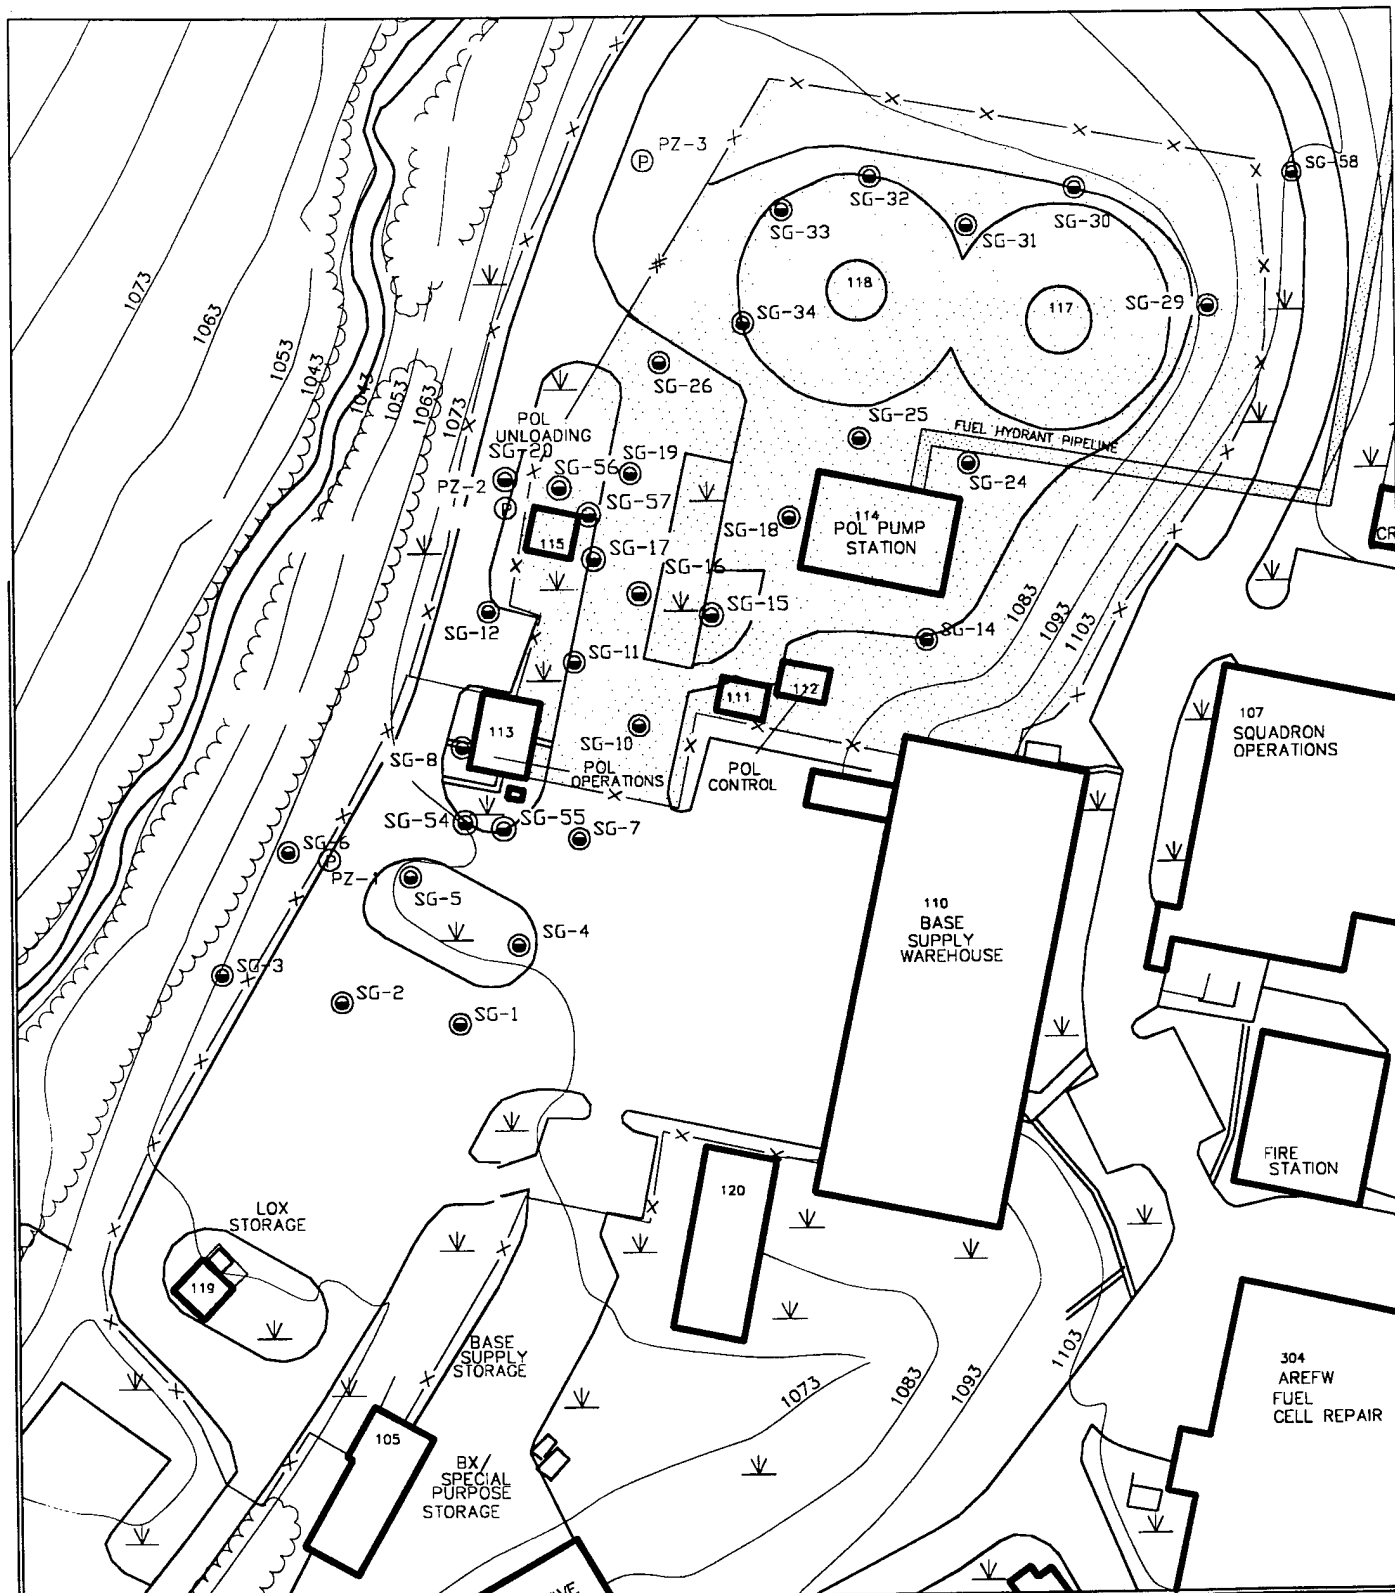 PZ-3
SG-58
SG-32
SG-30
SG-33
SG-31
118
117
SG-29
SG-34
1073
1063
1053
1043
1043
1053
1063
1073
SG-26
SG-25
FUEL HYDRANT PIPELINE
POL
UNLOADING
SG-20
SG-19
SG-56
PZ-2
SG-57
SG-24
P
P
P
SG-18
114
POL PUMP
STATION
115
SG-17
SG-16
CR
SG-15
SG-12
SG-14
1083
1093
1103
SG-11
111
112
113
SG-10
SG-8
POL
OPERATIONS
POL
CONTROL
107
SQUADRON
OPERATIONS
SG-54
SG-55
SG-7
SG-6
PZ-1
SG-5
SG-4
110
BASE
SUPPLY
WAREHOUSE
SG-3
SG-2
SG-1
FIRE
STATION
120
LOX
STORAGE
119
BASE
SUPPLY
STORAGE
1073
1083
1093
1103
304
AREFW
FUEL
CELL REPAIR
105
BX/
SPECIAL
PURPOSE
STORAGE